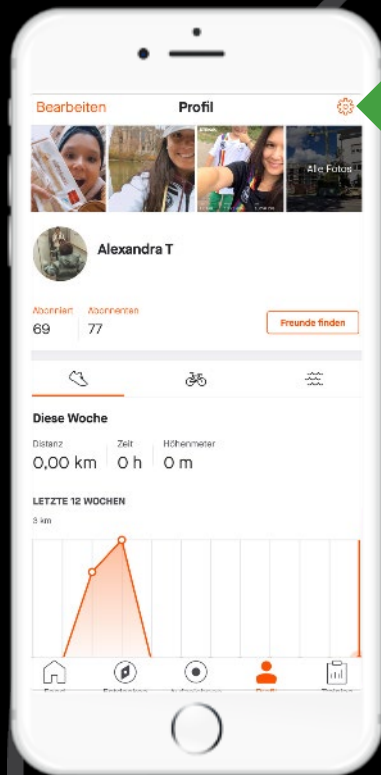 Bearbeiten Profil
Alle Fotos
Alexandra T
Abonniert Abonnenten
69 77
Freunde finden
Diese Woche
Distanz Zeit Höhenmeter
0,00 km 0 h 0 m
LETZTE 12 WOCHEN
3 km